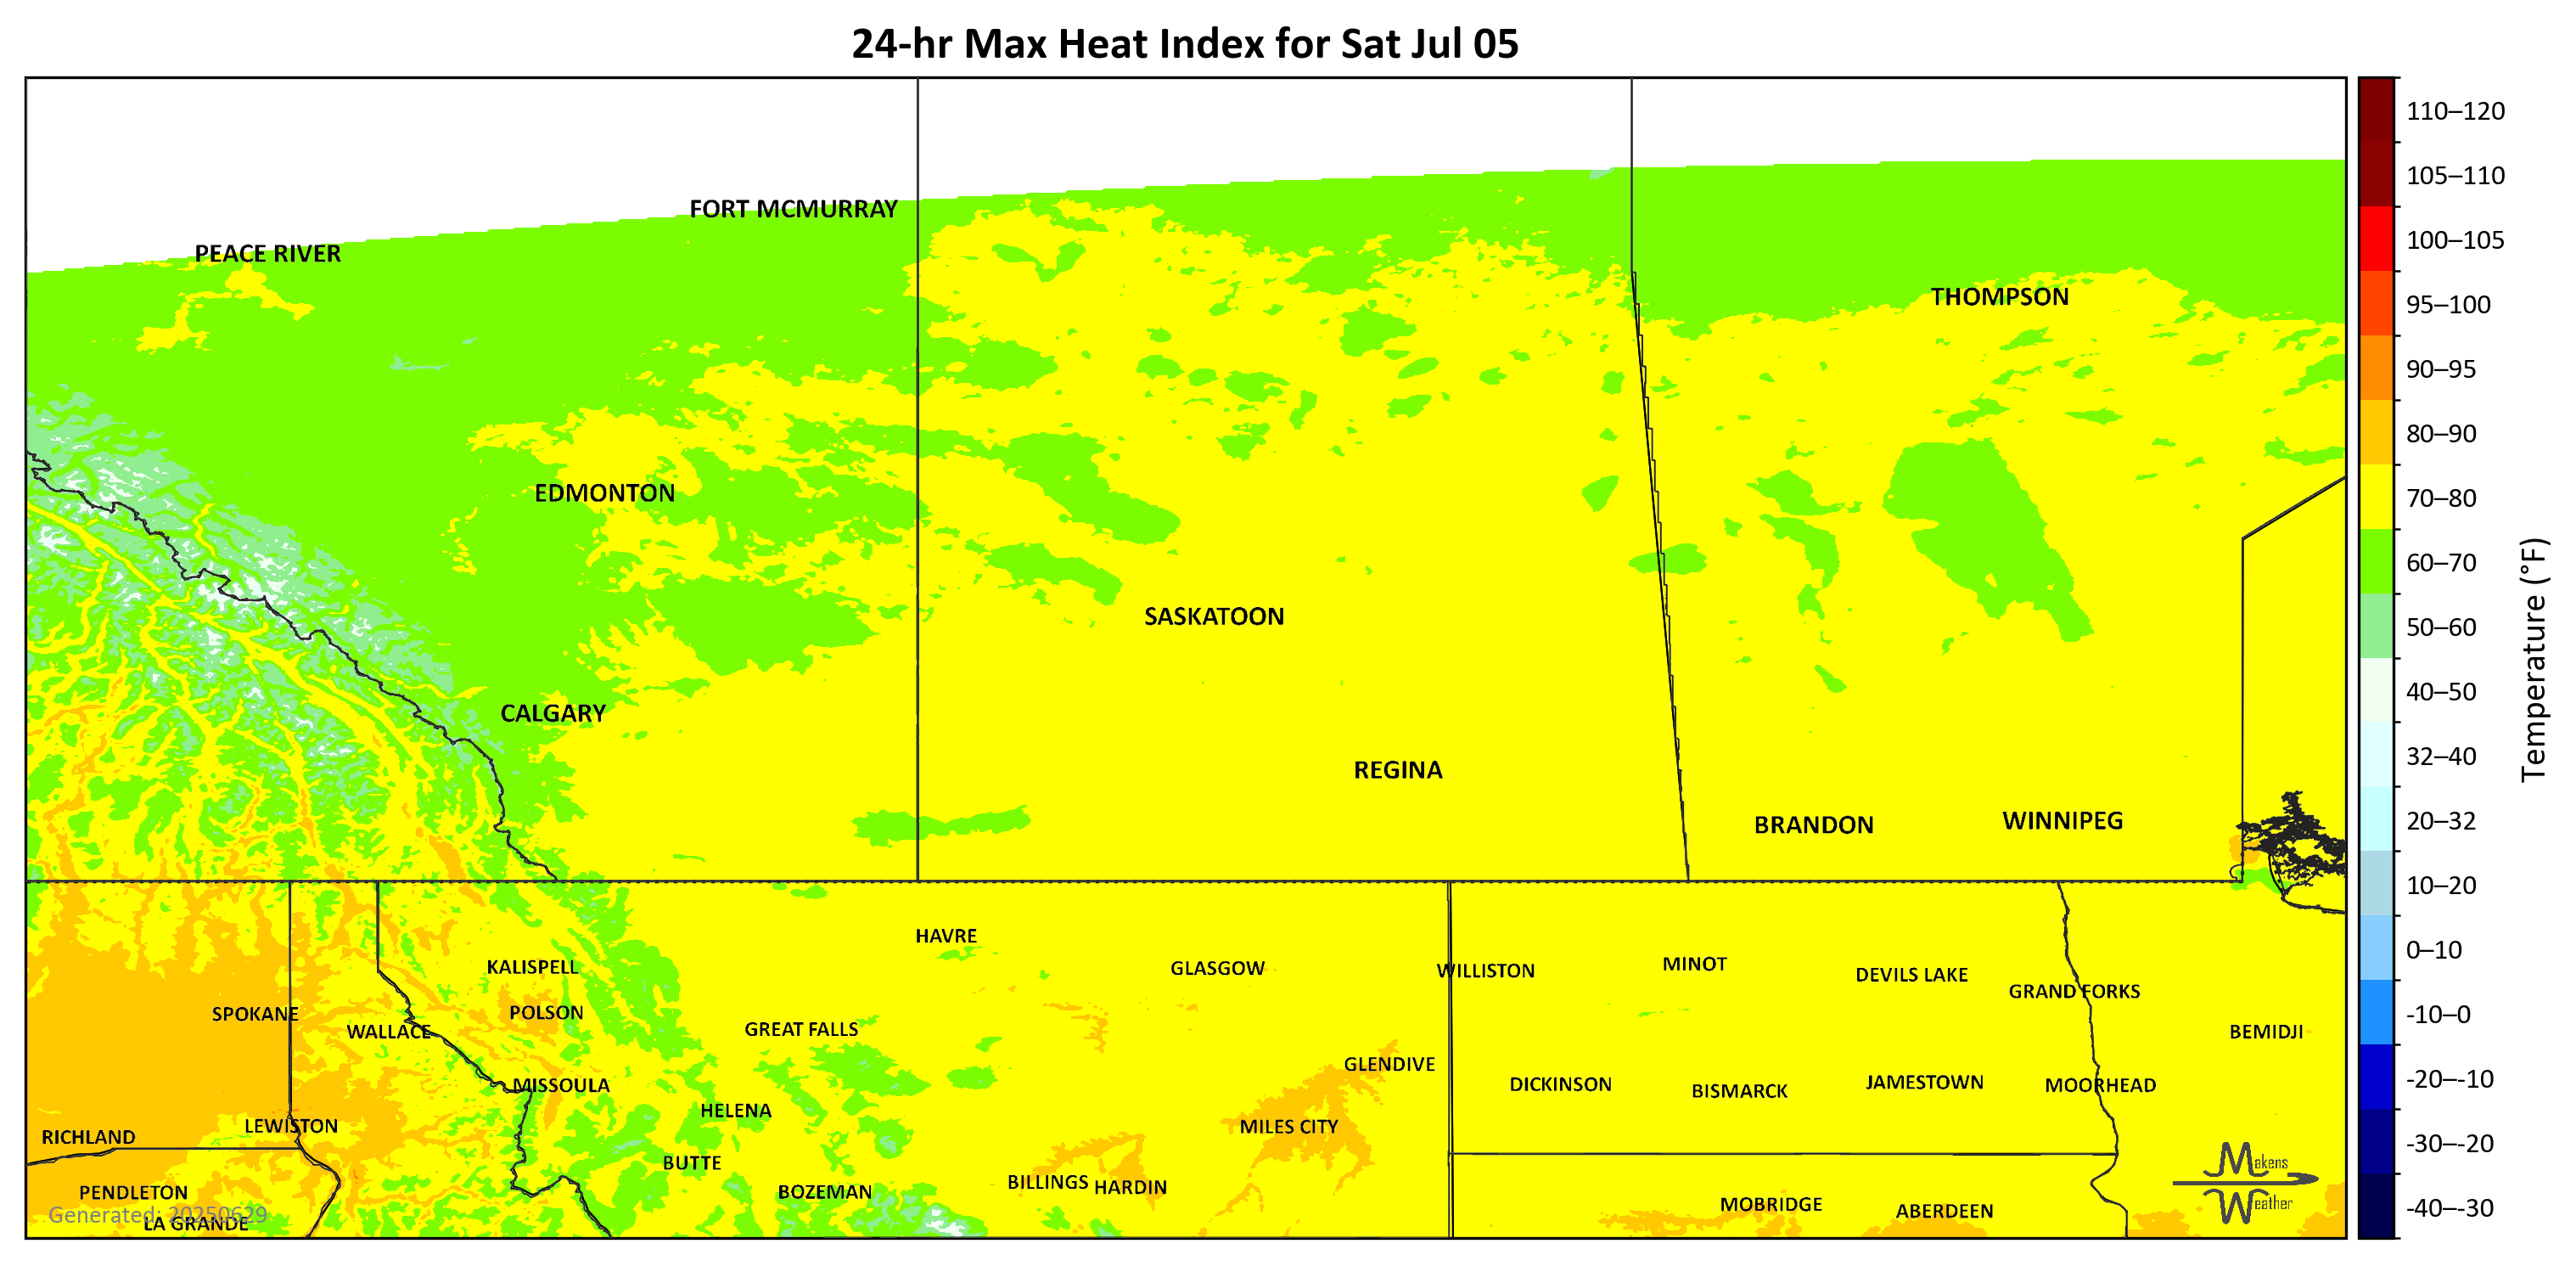 24-hr Max Heat Index for Sat Jul 05
110–120
105–110
100–105
95–100
90–95
80–90
70–80
60–70
50–60
40–50
32–40
20–32
10–20
0–10
-10–0
-20–-10
-30–-20
-40–-30
Temperature (°F)
FORT MCMURRAY
PEACE RIVER
THOMPSON
EDMONTON
SASKATOON
CALGARY
REGINA
BRANDON
WINNIPEG
HAVRE
KALISPELL
GLASGOW
WILLISTON
MINOT
DEVILS LAKE
GRAND FORKS
SPOKANE
POLSON
WALLACE
GREAT FALLS
BEMIDJI
GLENDIVE
MISSOULA
DICKINSON
BISMARCK
JAMESTOWN
MOORHEAD
HELENA
LEWISTON
MILES CITY
RICHLAND
BUTTE
BILLINGS
HARDIN
PENDLETON
BOZEMAN
MOBRIDGE
ABERDEEN
Generated: 20250629
LA GRANDE
Makens
Weather